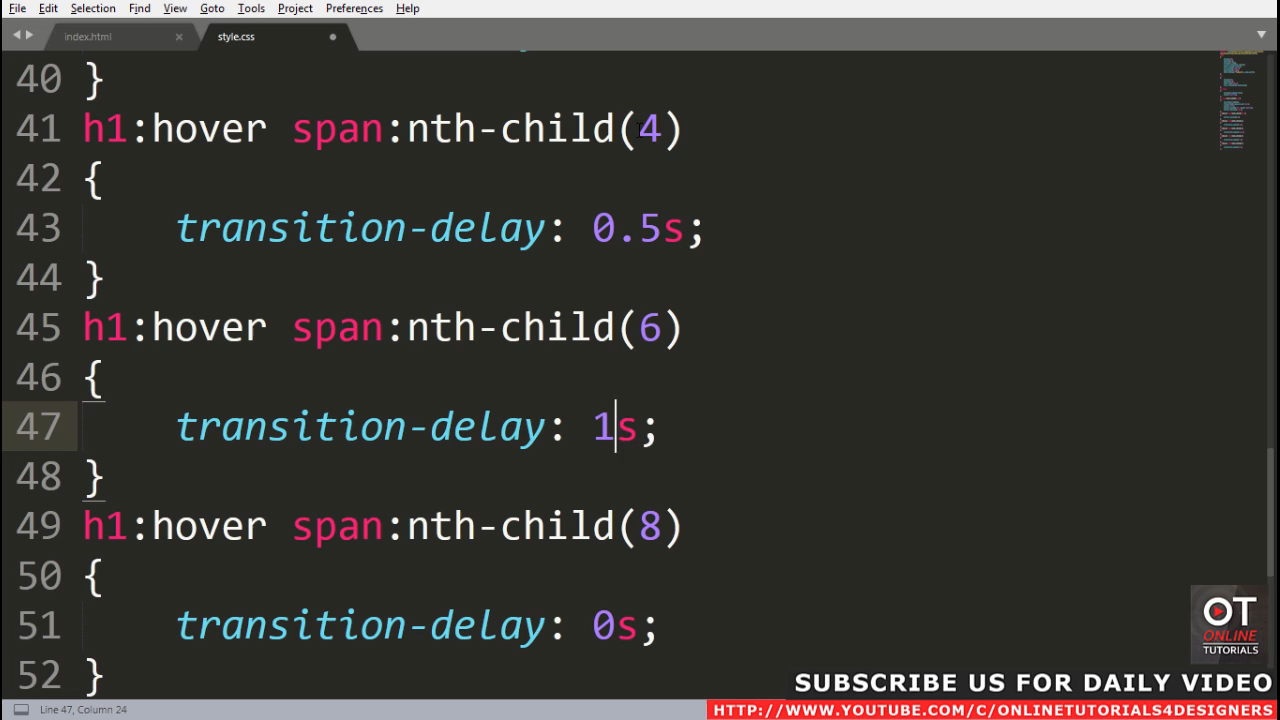 File Edit Selection Find View Goto Tools Project Preferences Help
index.html style.css
40 }
41 h1:hover span:nth-child(4)
42 {
43 transition-delay: 0.5s;
44 }
45 h1:hover span:nth-child(6)
46 {
47 transition-delay: 1s;
48 }
49 h1:hover span:nth-child(8)
50 {
51 transition-delay: 0s;
52 }
OT
ONLINE
TUTORIALS
SUBSCRIBE US FOR DAILY VIDEO
Line 47, Column 24
HTTP://WWW.YOUTUBE.COM/C/ONLINETUTORIALS4DESIGNERS